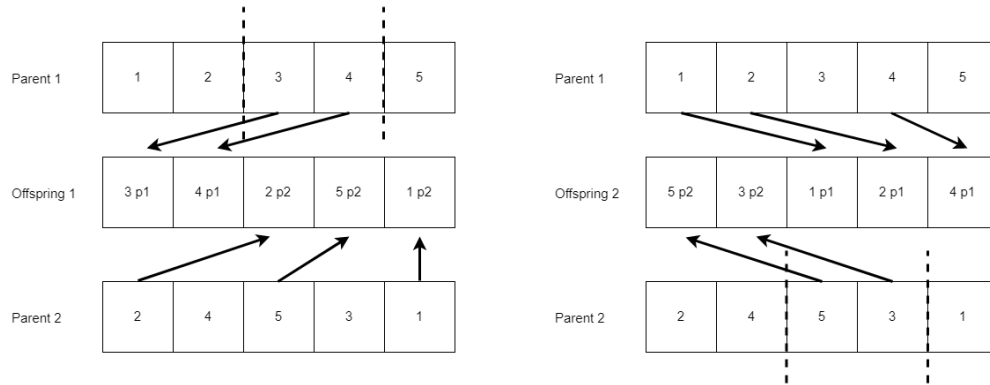 Parent 1 1 2 3 4 5
Offspring 1 3 p1 4 p1 2 p2 5 p2 1 p2
Parent 2 2 4 5 3 1
Parent 1 1 2 3 4 5
Offspring 2 5 p2 3 p2 1 p1 2 p1 4 p1
Parent 2 2 4 5 3 1